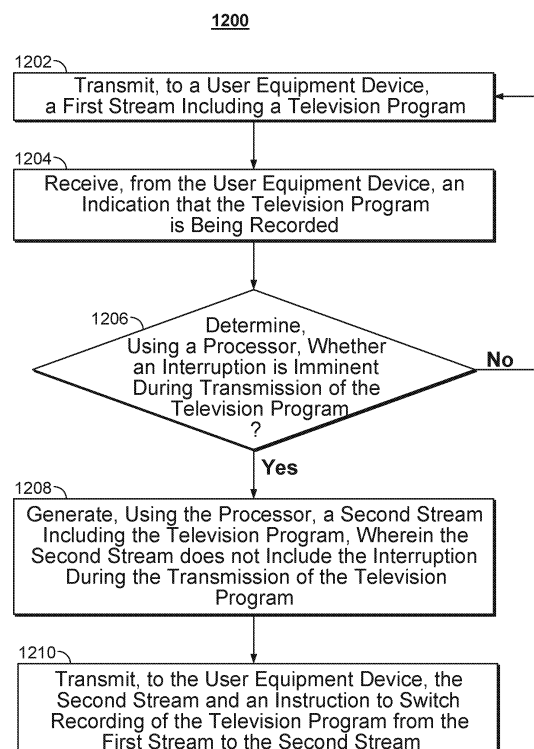 1200
1202
Transmit, to a User Equipment Device,
a First Stream Including a Television Program
1204
Receive, from the User Equipment Device, an
Indication that the Television Program
is Being Recorded
1206
Determine,
Using a Processor, Whether
an Interruption is Imminent
During Transmission of the
Television Program
?
No
Yes
1208
Generate, Using the Processor, a Second Stream
Including the Television Program, Wherein the
Second Stream does not Include the Interruption
During the Transmission of the Television
Program
1210
Transmit, to the User Equipment Device, the
Second Stream and an Instruction to Switch
Recording of the Television Program from the
First Stream to the Second Stream